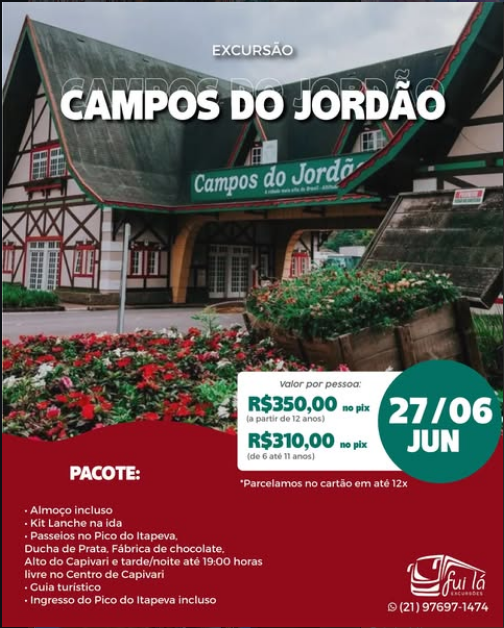 EXCURSÃO
CAMPOS DO JORDÃO
Campos do Jordão
Valor por pessoa:
R$350,00 no pix
(a partir de 12 anos)
R$310,00 no pix
(de 6 até 11 anos)
27/06
JUN
*Parcelamos no cartão em até 12x
PACOTE:
• Almoço incluso
• Kit Lanche na ida
• Passeios no Pico do Itapeva,
Ducha de Prata, Fábrica de chocolate,
Alto do Capivari e tarde/noite até 19:00 horas
livre no Centro de Capivari
• Guia turístico
• Ingresso do Pico do Itapeva incluso
fui lá
EXCURSÕES
(21) 97697-1474